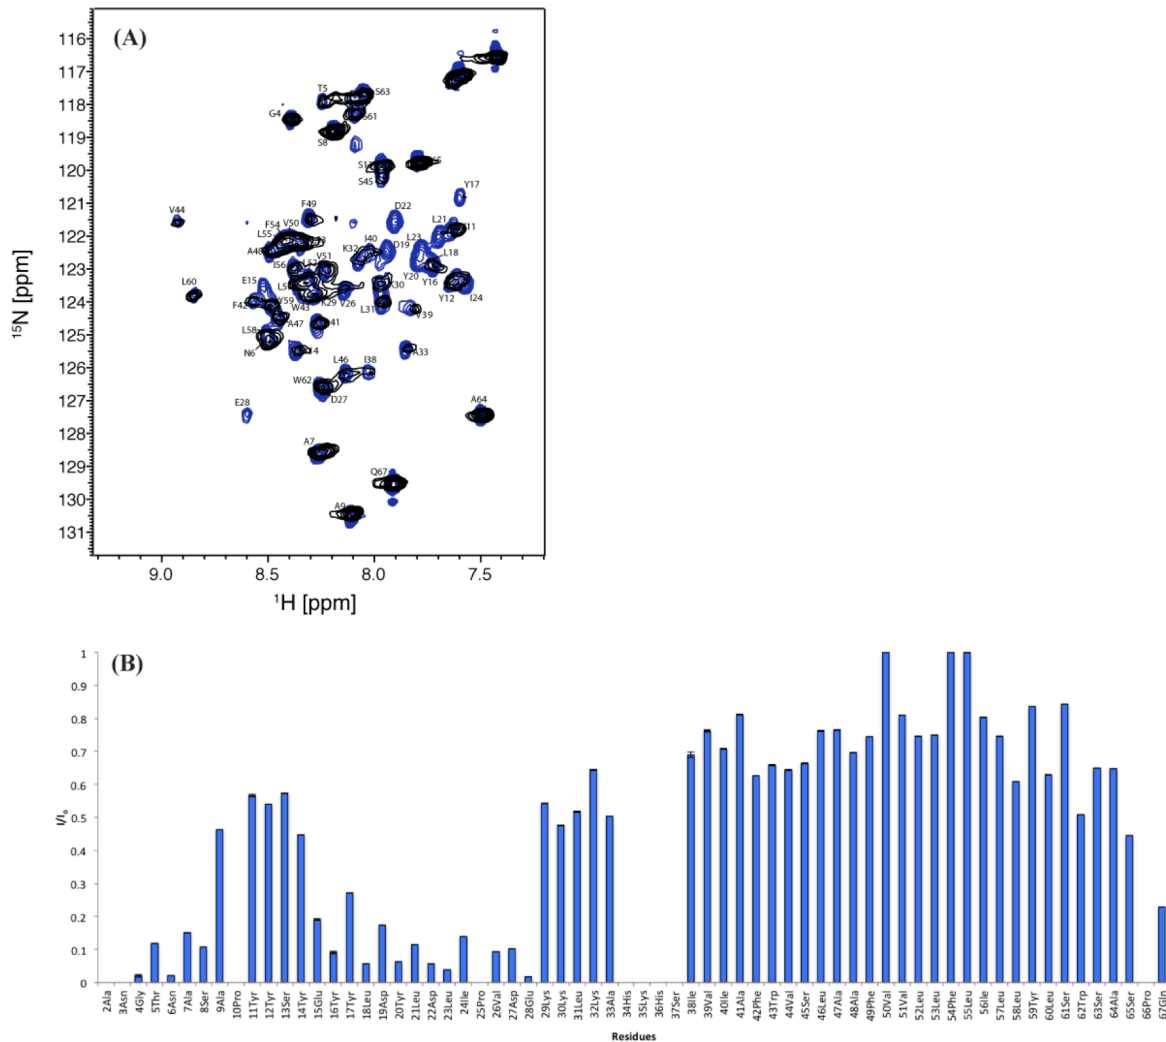 (A)
116
117
118
119
120
121
122
123
124
125
126
127
128
129
130
131
15N [ppm]
9.0 8.5 8.0 7.5
1H [ppm]
T5 S63
G4 S61
S8
S45
Y17
V44 F49 D22
F54 V50 L21
L55 I40 L23
A48 K32 D19 L18
I56 V51 Y20 Y16
L60 E15 K30 Y12 I24
F42 Y59 W43 K29 V26 L31 V39
A47
L58
N6 A33
L46 I38
W62
D27
E28 A64
A7
Q67
A9
(B)
1
0.9
0.8
0.7
0.6
0.5
0.4
0.3
0.2
0.1
0
I/I₀
2Ala 3Asn 4Gly 5Thr 6Asn 7Ala 8Ser 9Ala 10Pro 11Tyr 12Tyr 13Ser 14Tyr 15Glu 16Tyr 17Tyr 18Leu 19Asp 20Tyr 21Leu 22Asp 23Leu 24Ile 25Pro 26Val 27Asp 28Glu 29Lys 30Lys 31Leu 32Lys 33Ala 34His 35Lys 36His 37Ser 38Ile 39Val 40Ile 41Ala 42Phe 43Trp 44Val 45Ser 46Leu 47Ala 48Ala 49Phe 50Val 51Val 52Leu 53Leu 54Phe 55Leu 56Ile 57Leu 58Leu 59Tyr 60Leu 61Ser 62Trp 63Ser 64Ala 65Ser 66Pro 67Gln
Residues